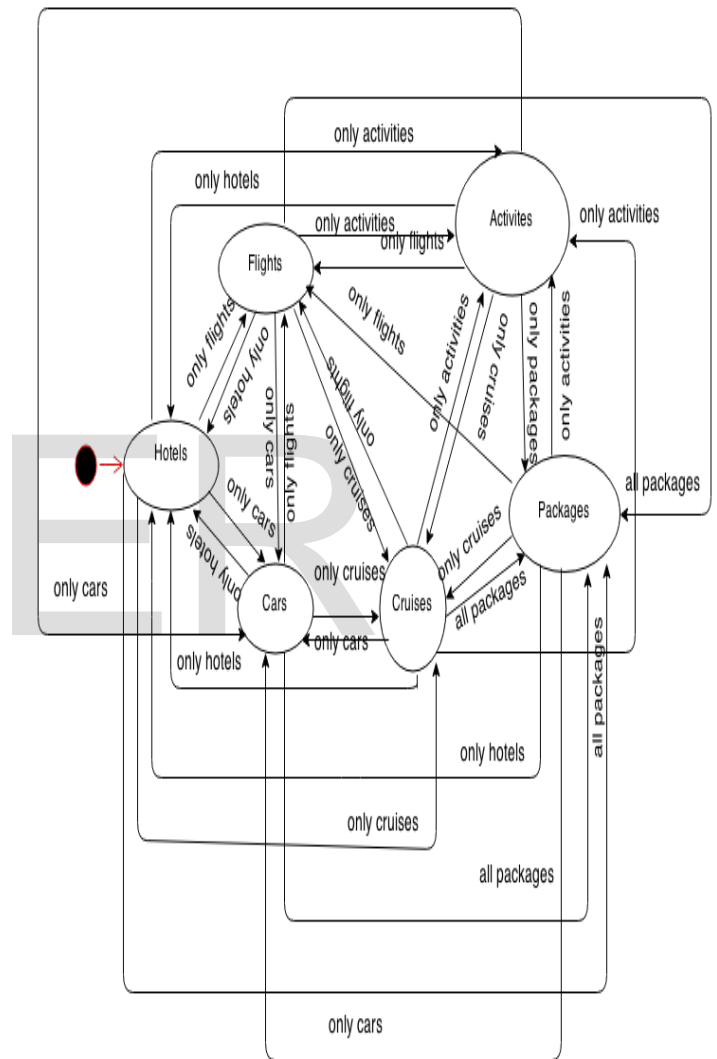 only activities
only hotels
only activities
Activites
only activities
only flights
Flights
only flights
only flights
only hotels
only activities
only cruises
only packages
only activities
only cars
only flights
only flights
only cruises
Hotels
only cars
all packages
Packages
only hotels
only cruises
only cruises
all packages
only cars
Cars
Cruises
only cars
only hotels
all packages
only hotels
only cruises
all packages
only cars
ER